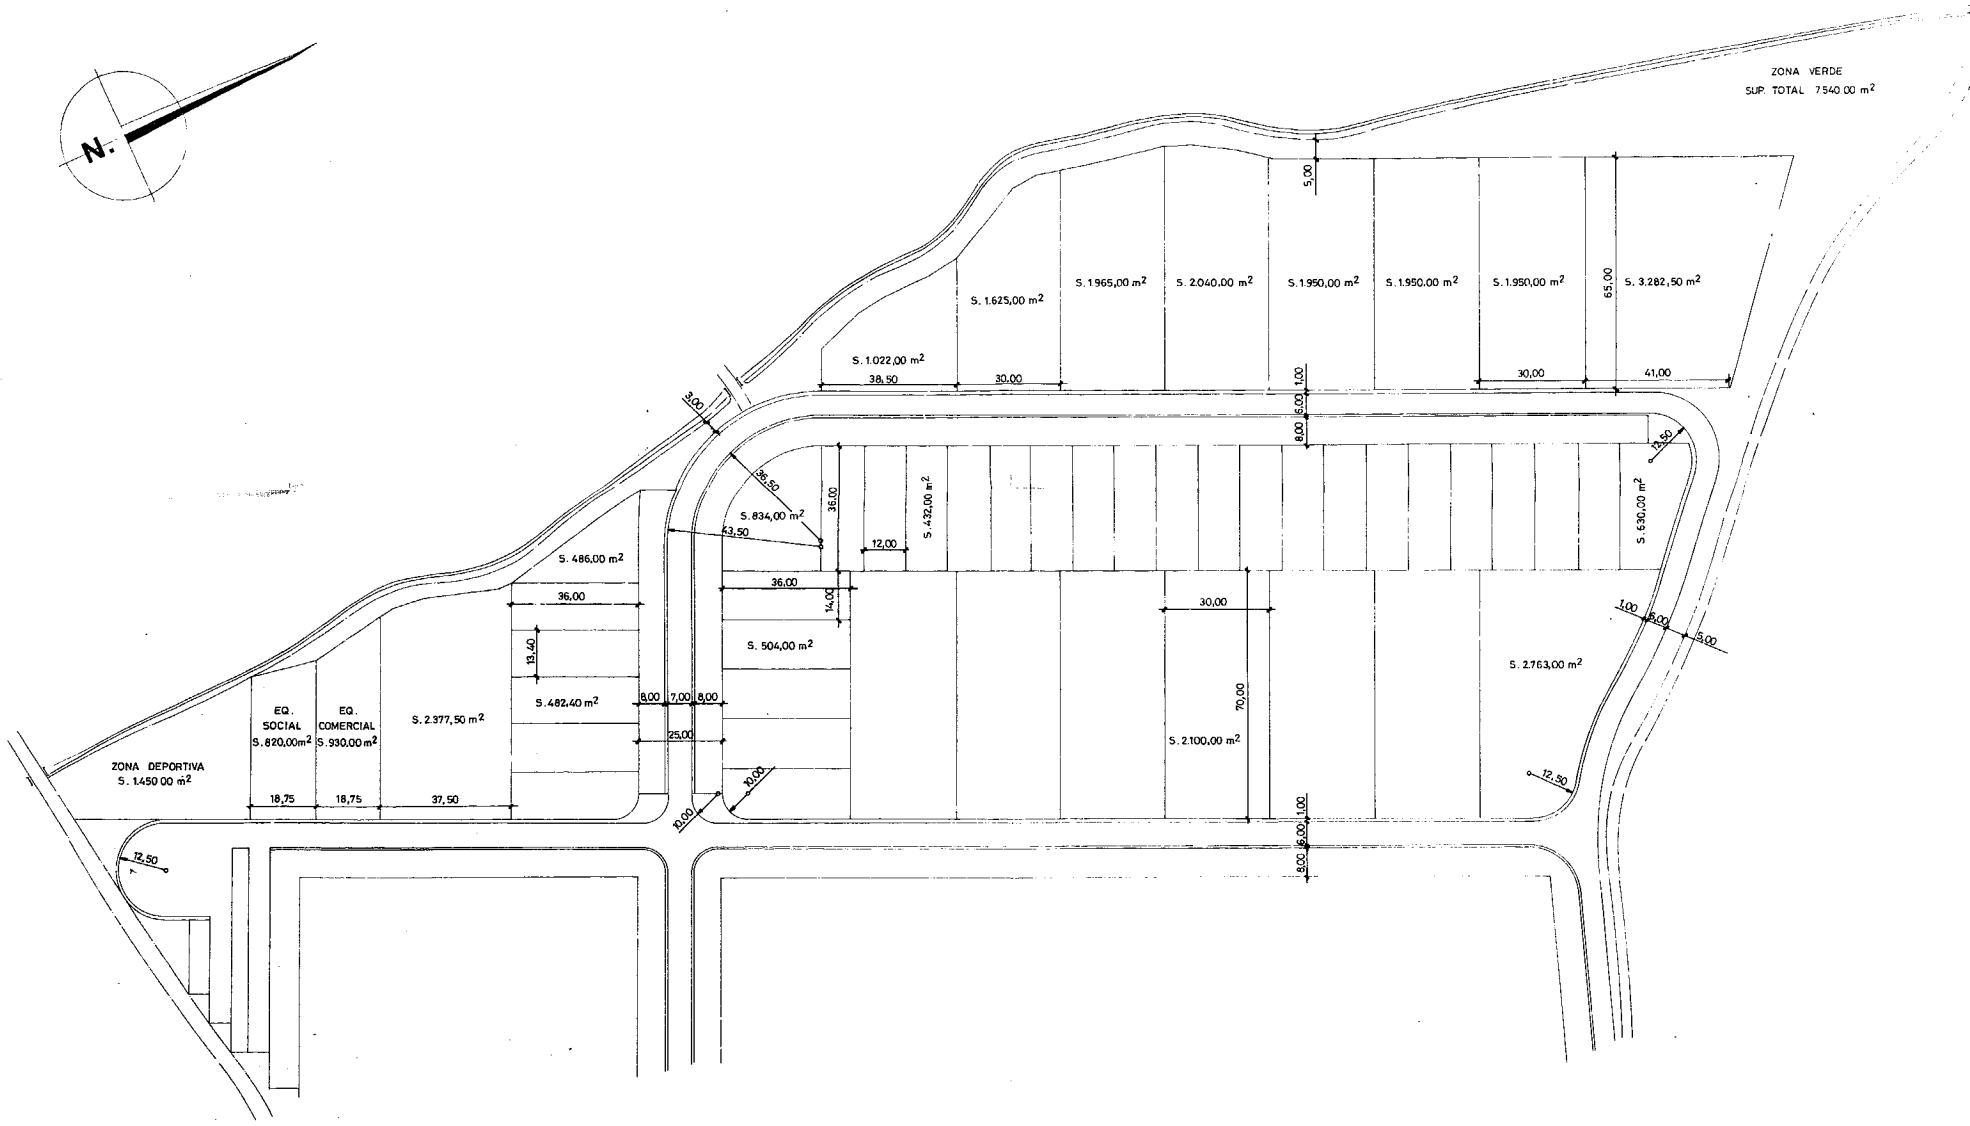 N.
ZONA VERDE
SUP. TOTAL 7.540.00 m²
5,00
S. 1.625,00 m²
S. 1.965,00 m²
S. 2.040,00 m²
S. 1.950,00 m²
S. 1.950,00 m²
S. 1.950,00 m²
65,00
S. 3.282,50 m²
S. 1.022,00 m²
38,50
30,00
1,00
30,00
41,00
3,00
6,00
8,00
12,50
36,50
36,00
S. 432,00 m²
S. 630,00 m²
S. 834,00 m²
43,50
12,00
S. 486,00 m²
36,00
36,00
14,00
30,00
1,00
6,00
5,00
13,40
S. 504,00 m²
S. 2.763,00 m²
S. 482,40 m²
8,00
7,00
8,00
70,00
EQ.
SOCIAL
S. 820,00 m²
EQ.
COMERCIAL
S. 930.00 m²
S. 2.377,50 m²
25,00
S. 2.100,00 m²
ZONA DEPORTIVA
S. 1.450 00 m²
18,75
18,75
37,50
10,00
10,00
12,50
1,00
6,00
8,00
12,50